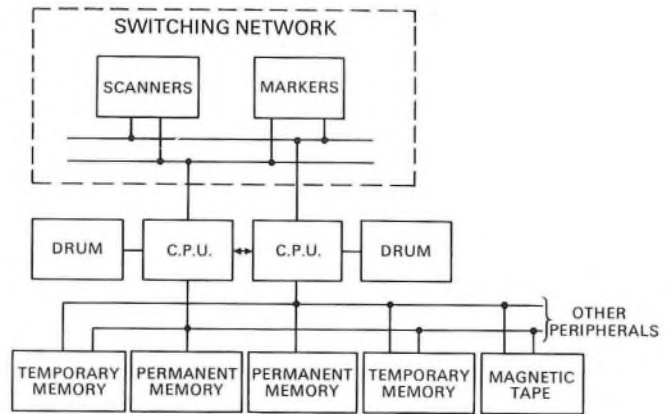 SWITCHING NETWORK
SCANNERS
MARKERS
DRUM
C.P.U.
C.P.U.
DRUM
OTHER
PERIPHERALS
TEMPORARY
MEMORY
PERMANENT
MEMORY
PERMANENT
MEMORY
TEMPORARY
MEMORY
MAGNETIC
TAPE